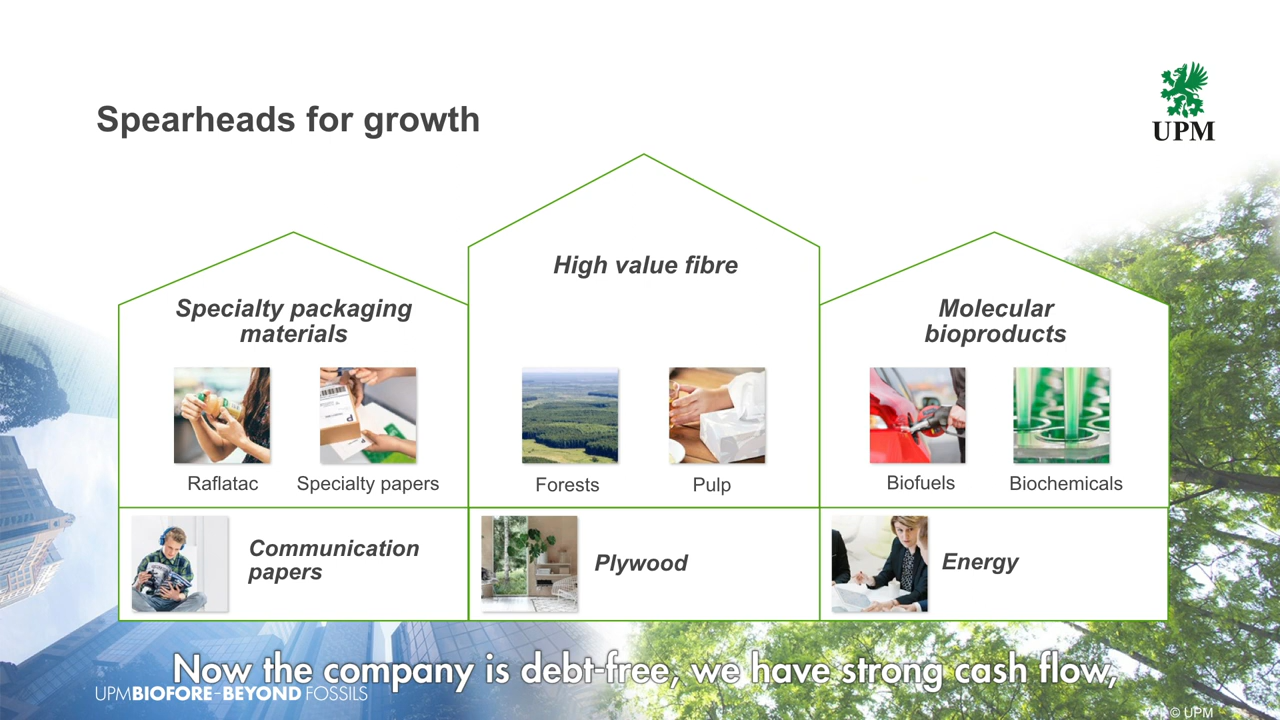 Spearheads for growth
UPM
High value fibre
Specialty packaging
materials
Molecular
bioproducts
Raflatac
Specialty papers
Forests
Pulp
Biofuels
Biochemicals
Communication
papers
Plywood
Energy
Now the company is debt-free, we have strong cash flow,
UPMBIOFORE–BEYOND FOSSILS
© UPM